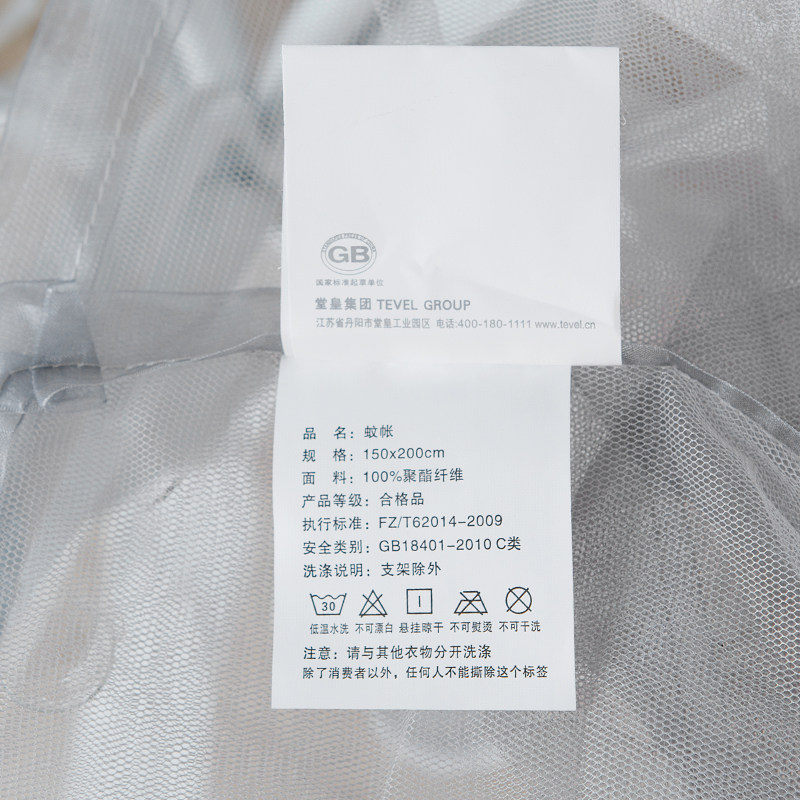 GB
国家标准起草单位
堂皇集团 TEVEL GROUP
江苏省丹阳市堂皇工业园区 电话:400-180-1111 www.tevel.cn
品 名：蚊帐
规 格：150x200cm
面 料：100%聚酯纤维
产品等级：合格品
执行标准：FZ/T62014-2009
安全类别：GB18401-2010 C类
洗涤说明：支架除外
30
低温水洗 不可漂白 悬挂晾干 不可熨烫 不可干洗
注意：请与其他衣物分开洗涤
除了消费者以外，任何人不能撕除这个标签